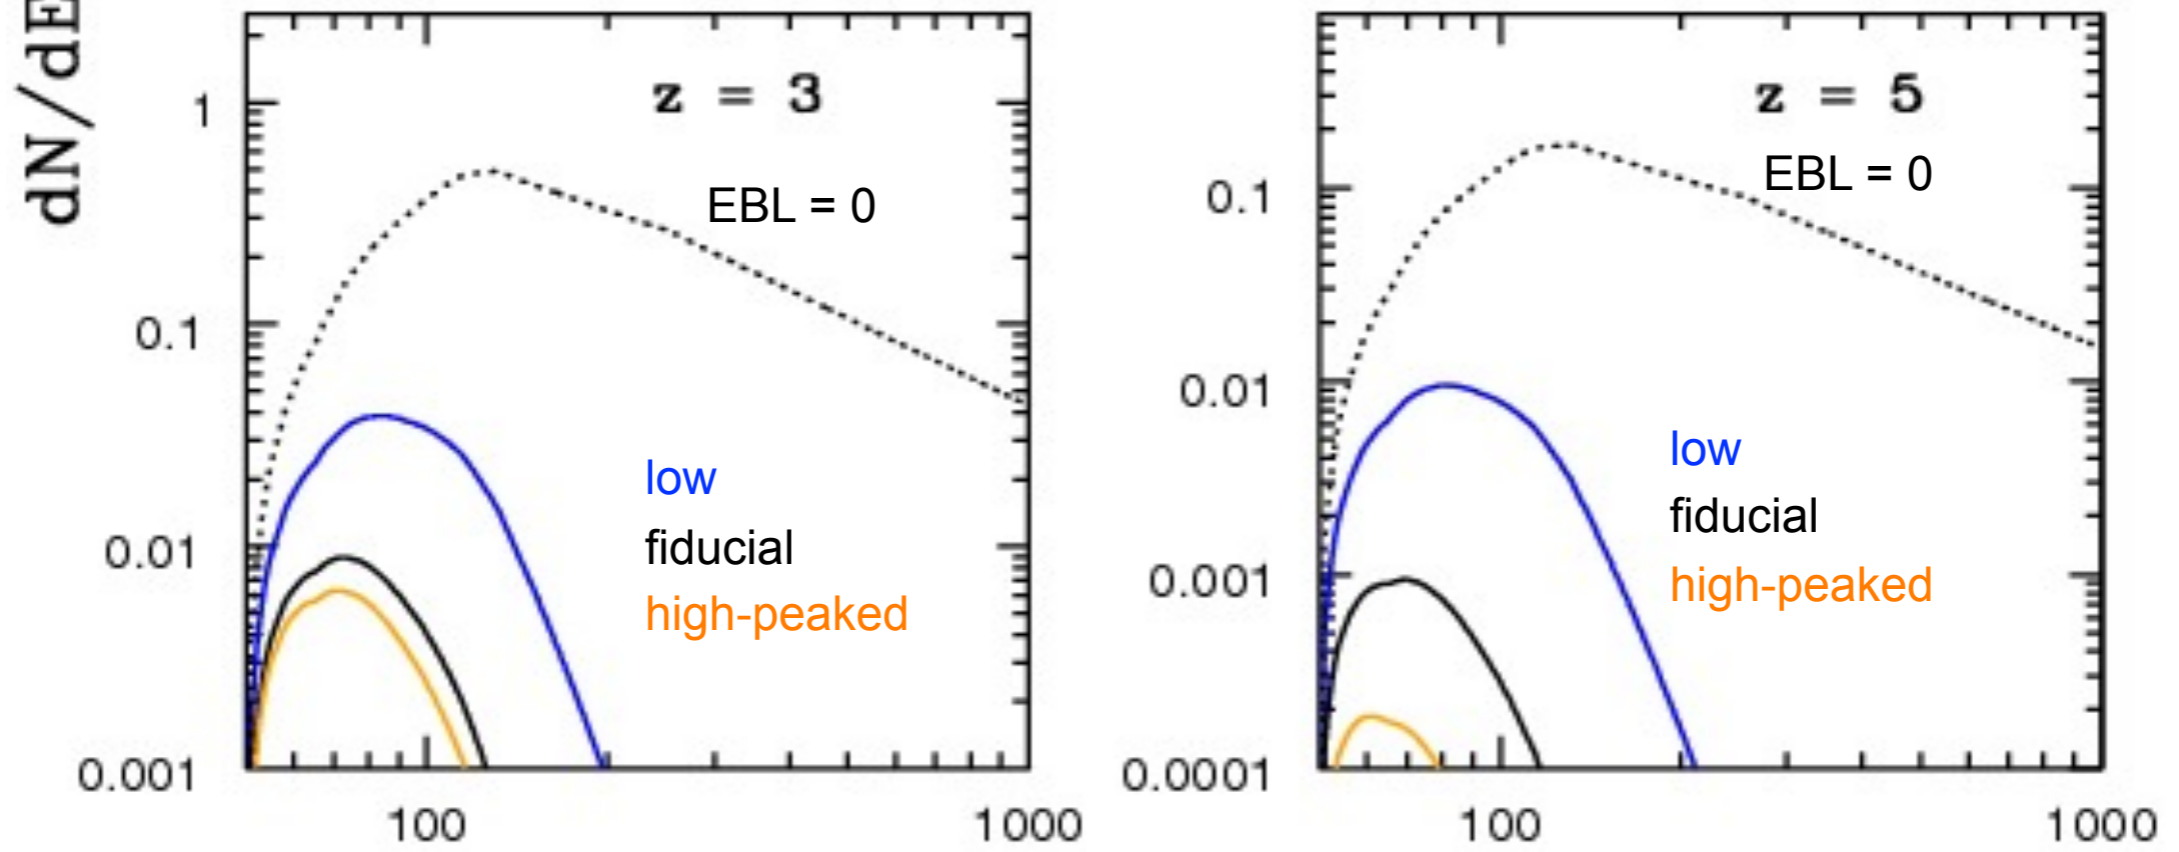 dN/dE
z = 3
EBL = 0
1
0.1
0.01
0.001
low
fiducial
high-peaked
100
1000
z = 5
EBL = 0
0.1
0.01
0.001
0.0001
low
fiducial
high-peaked
100
1000